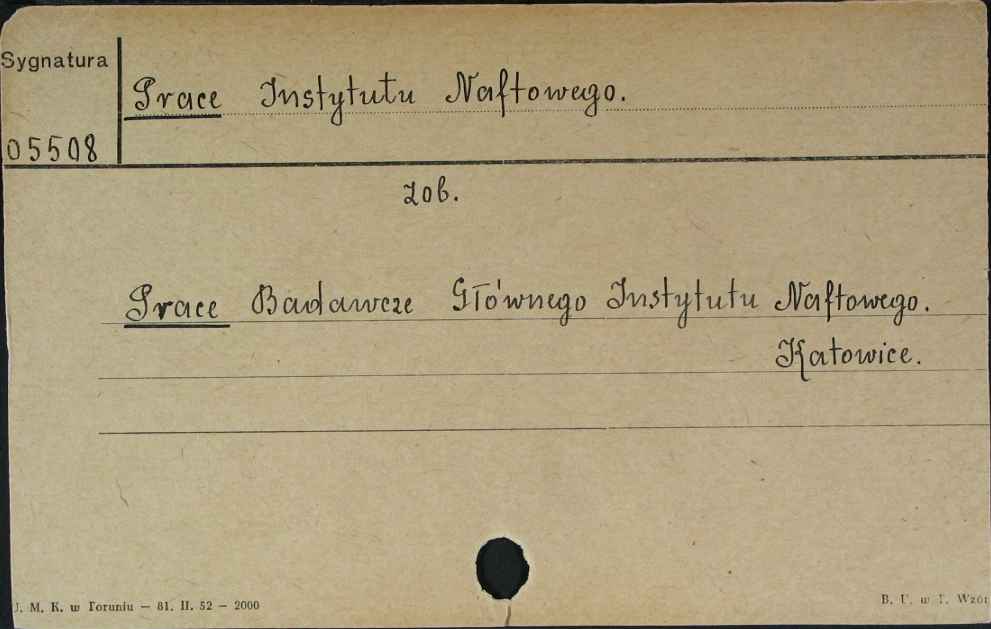 Sygnatura
Prace Instytutu Naftowego.
05508
zob.
Prace Badawcze Głównego Instytutu Naftowego.
Katowice.
U. M. K. w Toruniu — 81. II. 52 — 2000
B. U. w T. Wzór